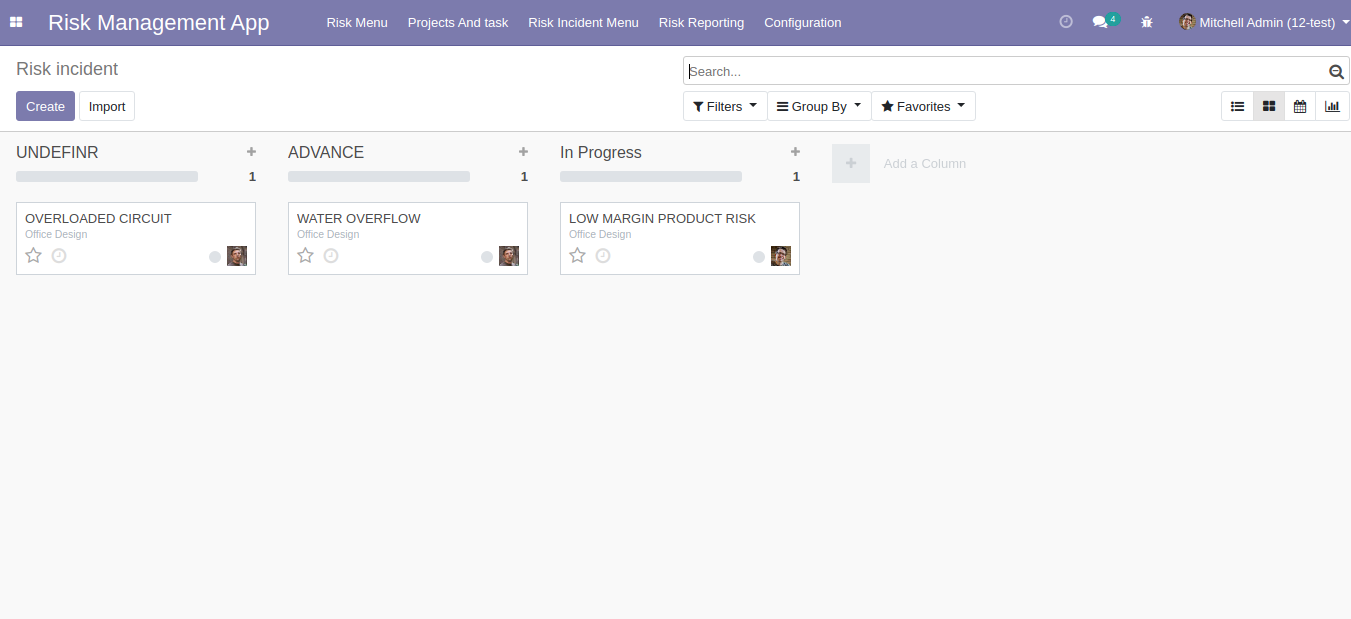 Risk Management App
Risk Menu Projects And task Risk Incident Menu Risk Reporting Configuration
4
Mitchell Admin (12-test)
Risk incident
Search...
Create Import
Filters Group By Favorites
UNDEFINR
1
ADVANCE
1
In Progress
1
Add a Column
OVERLOADED CIRCUIT
Office Design
WATER OVERFLOW
Office Design
LOW MARGIN PRODUCT RISK
Office Design